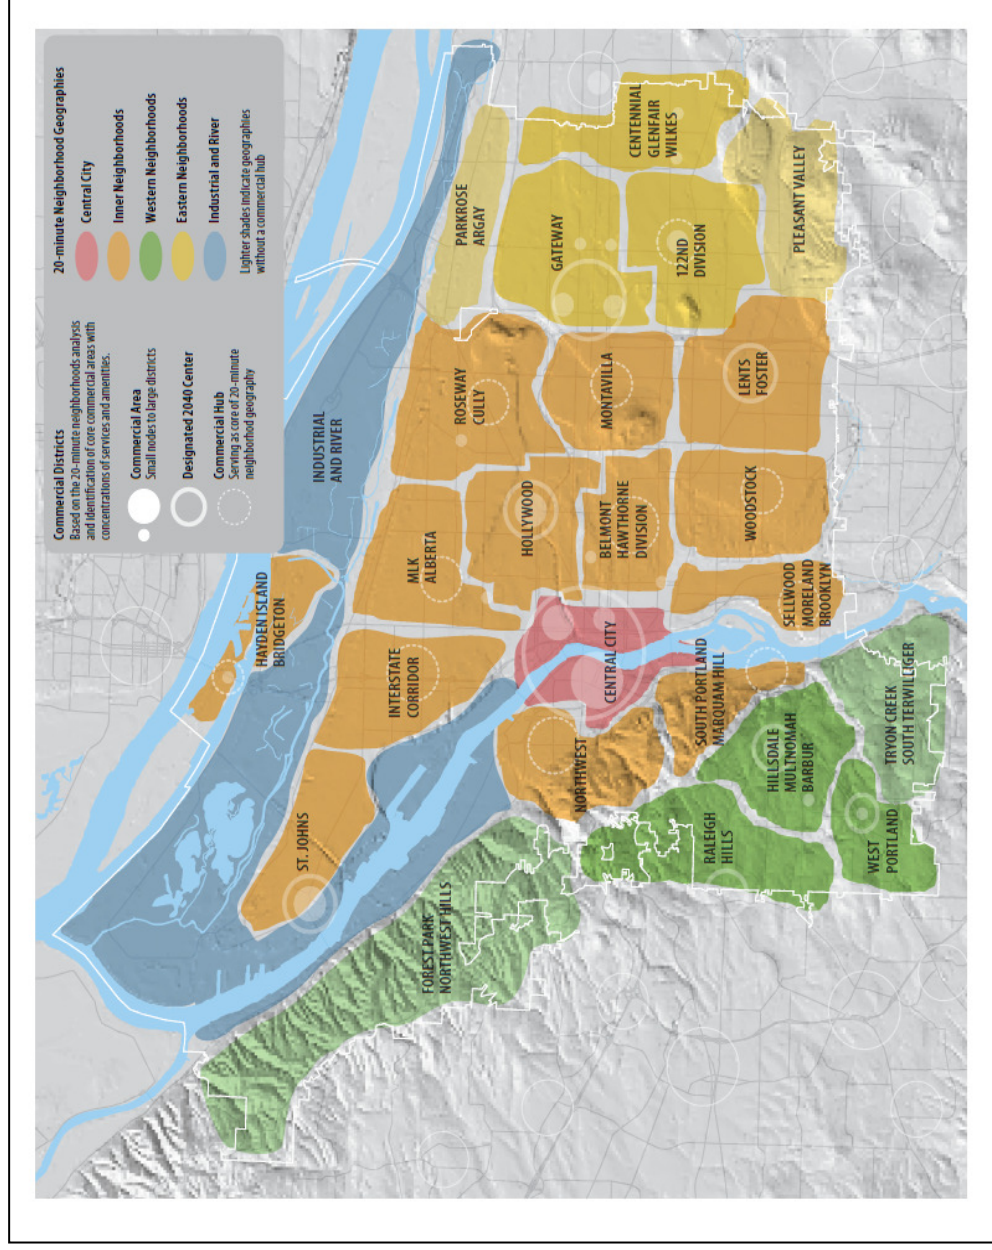 Commercial Districts
Based on the 20-minute neighborhoods analysis
and identification of core commercial areas with
concentrations of services and amenities.
Commercial Area
Small nodes to large districts
Designated 2040 Center
Commercial Hub
Serving as core of 20-minute
neighborhod geography
20-minute Neighborhood Geographies
Central City
Inner Neighborhoods
Western Neighborhoods
Eastern Neighborhoods
Industrial and River
Lighter shades indicate geographies
without a commercial hub
HAYDEN ISLAND
BRIDGETON
INDUSTRIAL
AND RIVER
ST. JOHNS
INTERSTATE
CORRIDOR
MLK
ALBERTA
ROSEWAY
CULLY
PARKROSE
ARGAY
FOREST PARK
NORTHWEST HILLS
NORTHWEST
CENTRAL CITY
HOLLYWOOD
GATEWAY
CENTENNIAL
GLENFAIR
WILKES
BELMONT
HAWTHORNE
DIVISION
MONTAVILLA
122ND
DIVISION
RALEIGH
HILLS
SOUTH PORTLAND
MARQUAM HILL
HILLSDALE
MULTNOMAH
BARBUR
SELLWOOD
MORELAND
BROOKLYN
WOODSTOCK
LENTS
FOSTER
PLEASANT VALLEY
WEST
PORTLAND
TRYON CREEK
SOUTH TERWILLIGER